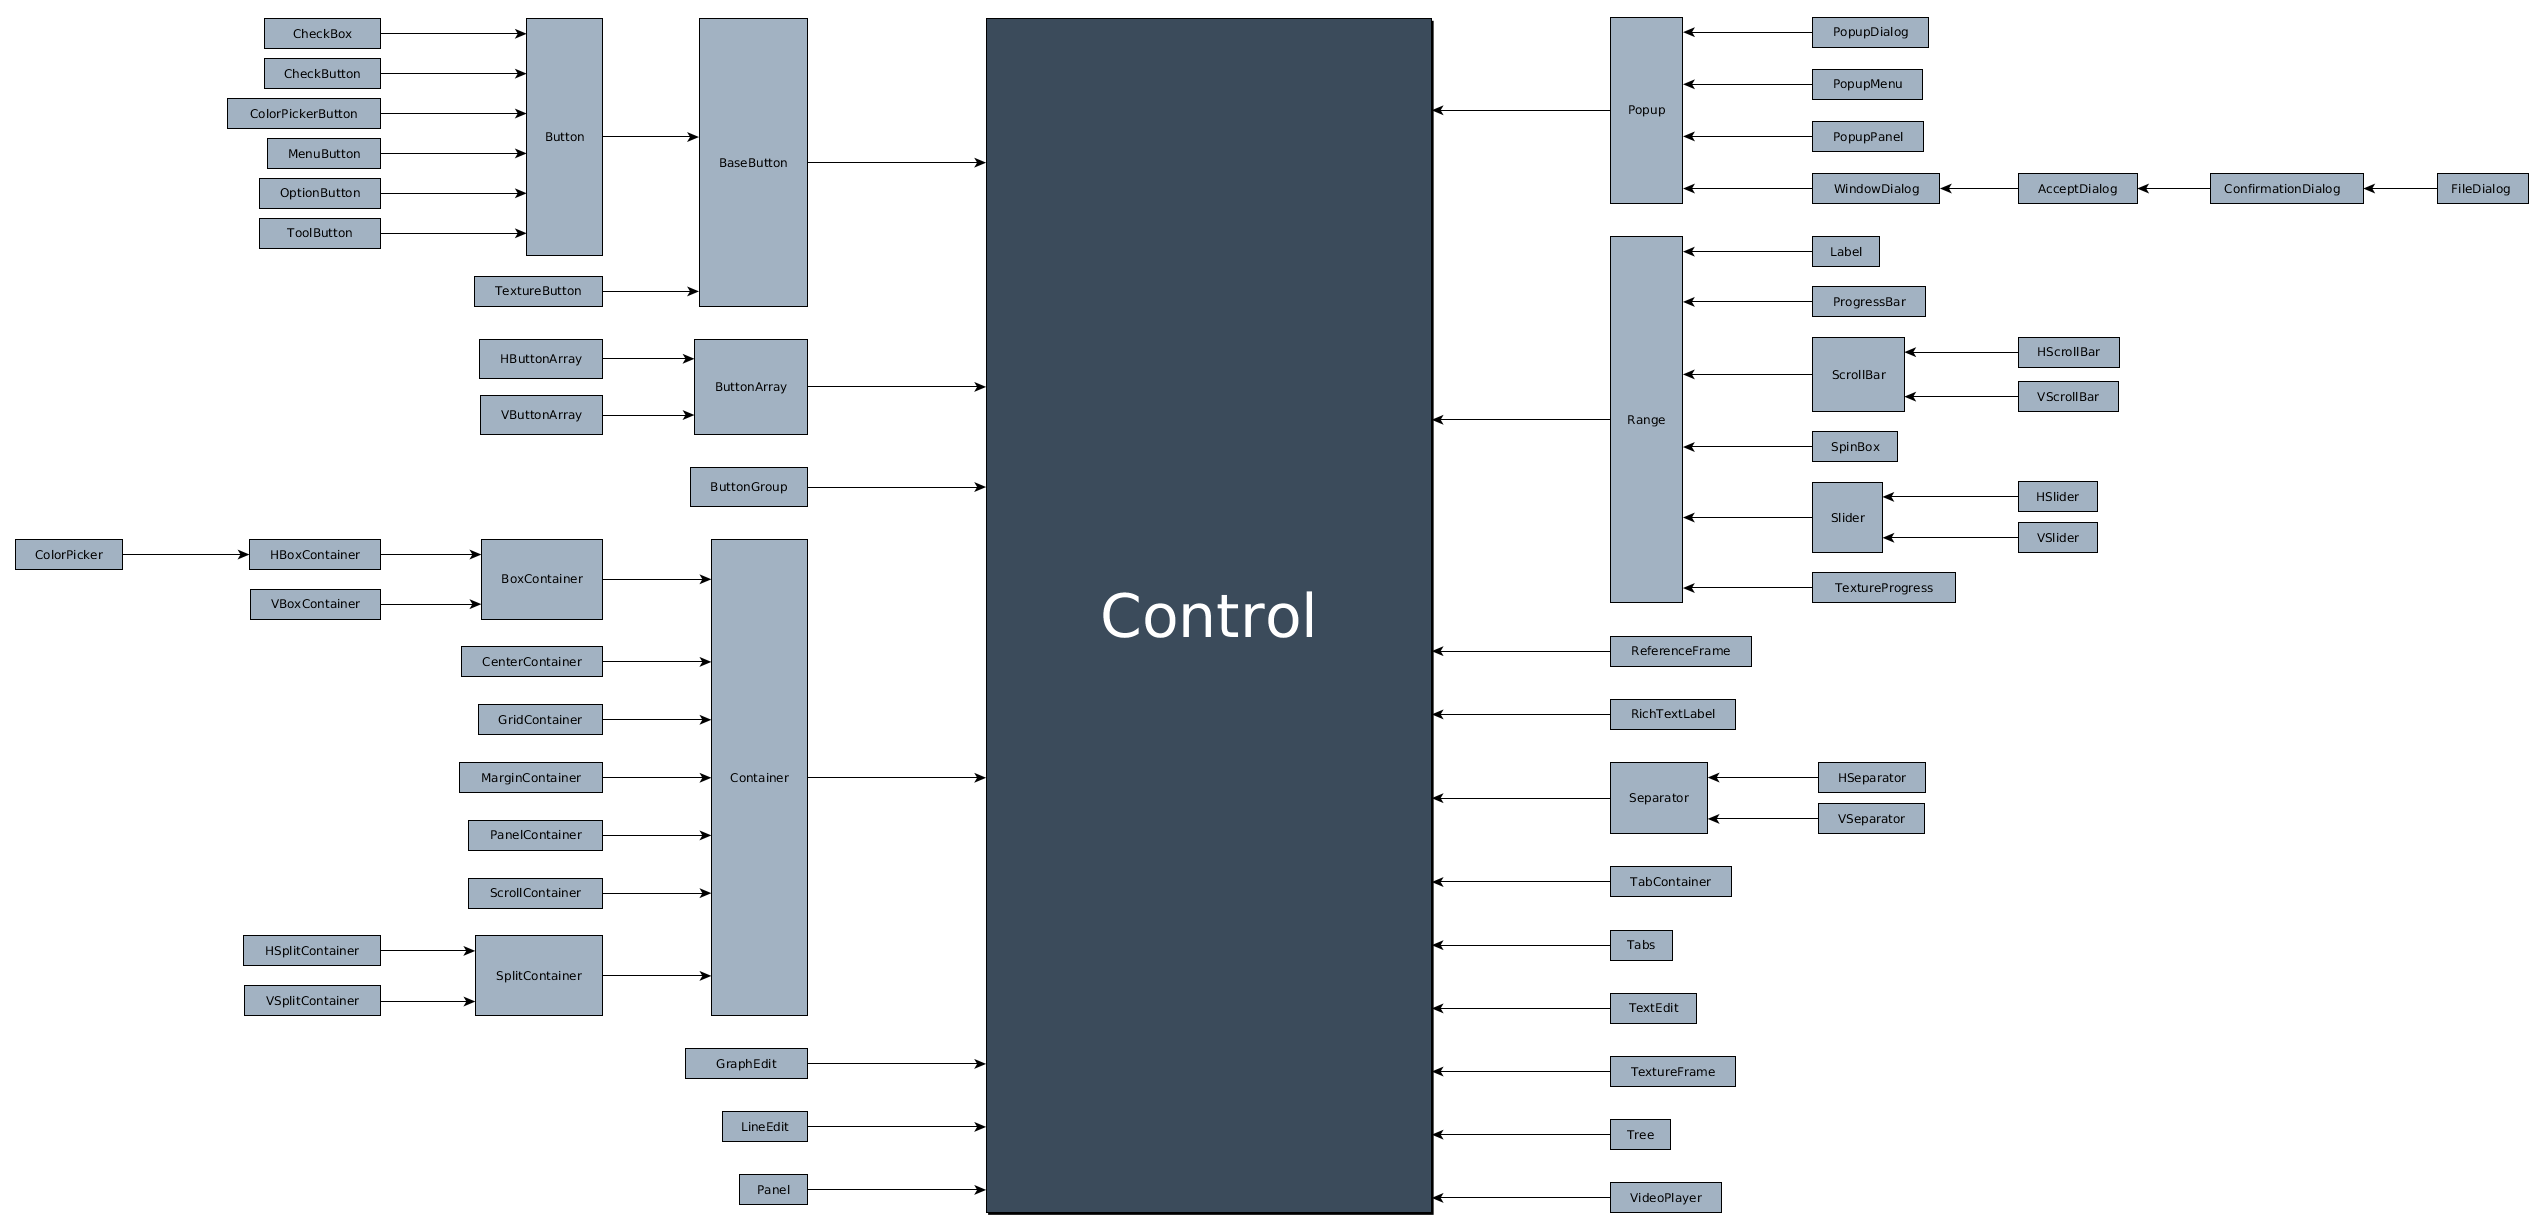 CheckBox
CheckButton
ColorPickerButton
MenuButton
OptionButton
ToolButton
Button
TextureButton
BaseButton
HButtonArray
VButtonArray
ButtonArray
ButtonGroup
ColorPicker
HBoxContainer
VBoxContainer
BoxContainer
CenterContainer
GridContainer
MarginContainer
PanelContainer
ScrollContainer
HSplitContainer
VSplitContainer
SplitContainer
Container
GraphEdit
LineEdit
Panel
Control
Popup
PopupDialog
PopupMenu
PopupPanel
WindowDialog
AcceptDialog
ConfirmationDialog
FileDialog
Range
Label
ProgressBar
ScrollBar
HScrollBar
VScrollBar
SpinBox
Slider
HSlider
VSlider
TextureProgress
ReferenceFrame
RichTextLabel
Separator
HSeparator
VSeparator
TabContainer
Tabs
TextEdit
TextureFrame
Tree
VideoPlayer